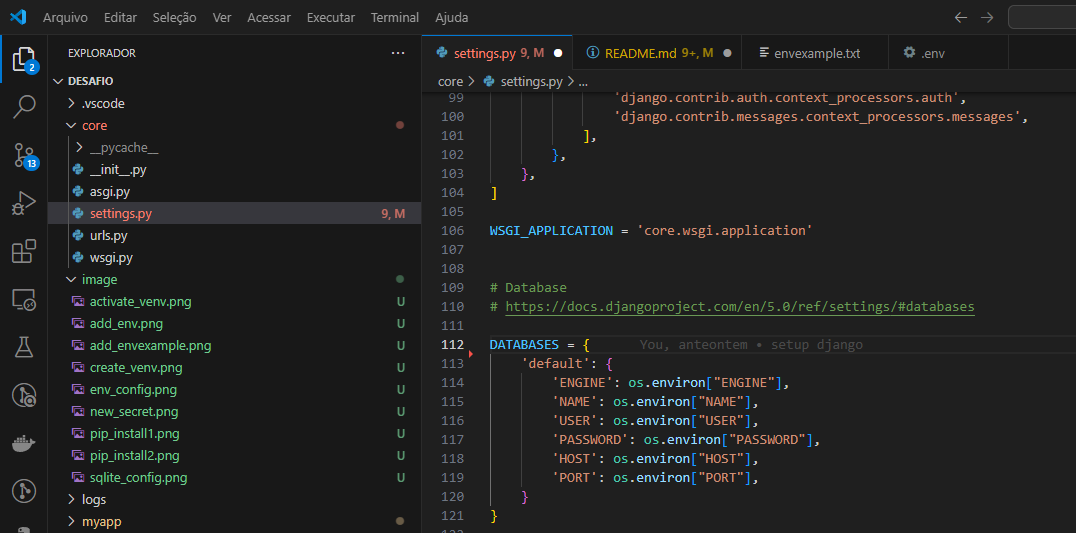 Arquivo Editar Seleção Ver Acessar Executar Terminal Ajuda
EXPLORADOR ...
settings.py 9, M
README.md 9+, M
envexample.txt
.env
2
DESAFIO
core > settings.py > ...
.vscode
core
__pycache__
__init__.py
asgi.py
settings.py 9, M
urls.py
wsgi.py
image
activate_venv.png U
add_env.png U
add_envexample.png U
create_venv.png U
env_config.png U
new_secret.png U
pip_install1.png U
pip_install2.png U
sqlite_config.png U
logs
myapp
13
99 'django.contrib.auth.context_processors.auth',
100 'django.contrib.messages.context_processors.messages',
101 ],
102 },
103 },
104 ]
105
106 WSGI_APPLICATION = 'core.wsgi.application'
107
108
109 # Database
110 # https://docs.djangoproject.com/en/5.0/ref/settings/#databases
111
112 DATABASES = { You, anteontem • setup django
113 'default': {
114 'ENGINE': os.environ["ENGINE"],
115 'NAME': os.environ["NAME"],
116 'USER': os.environ["USER"],
117 'PASSWORD': os.environ["PASSWORD"],
118 'HOST': os.environ["HOST"],
119 'PORT': os.environ["PORT"],
120 }
121 }